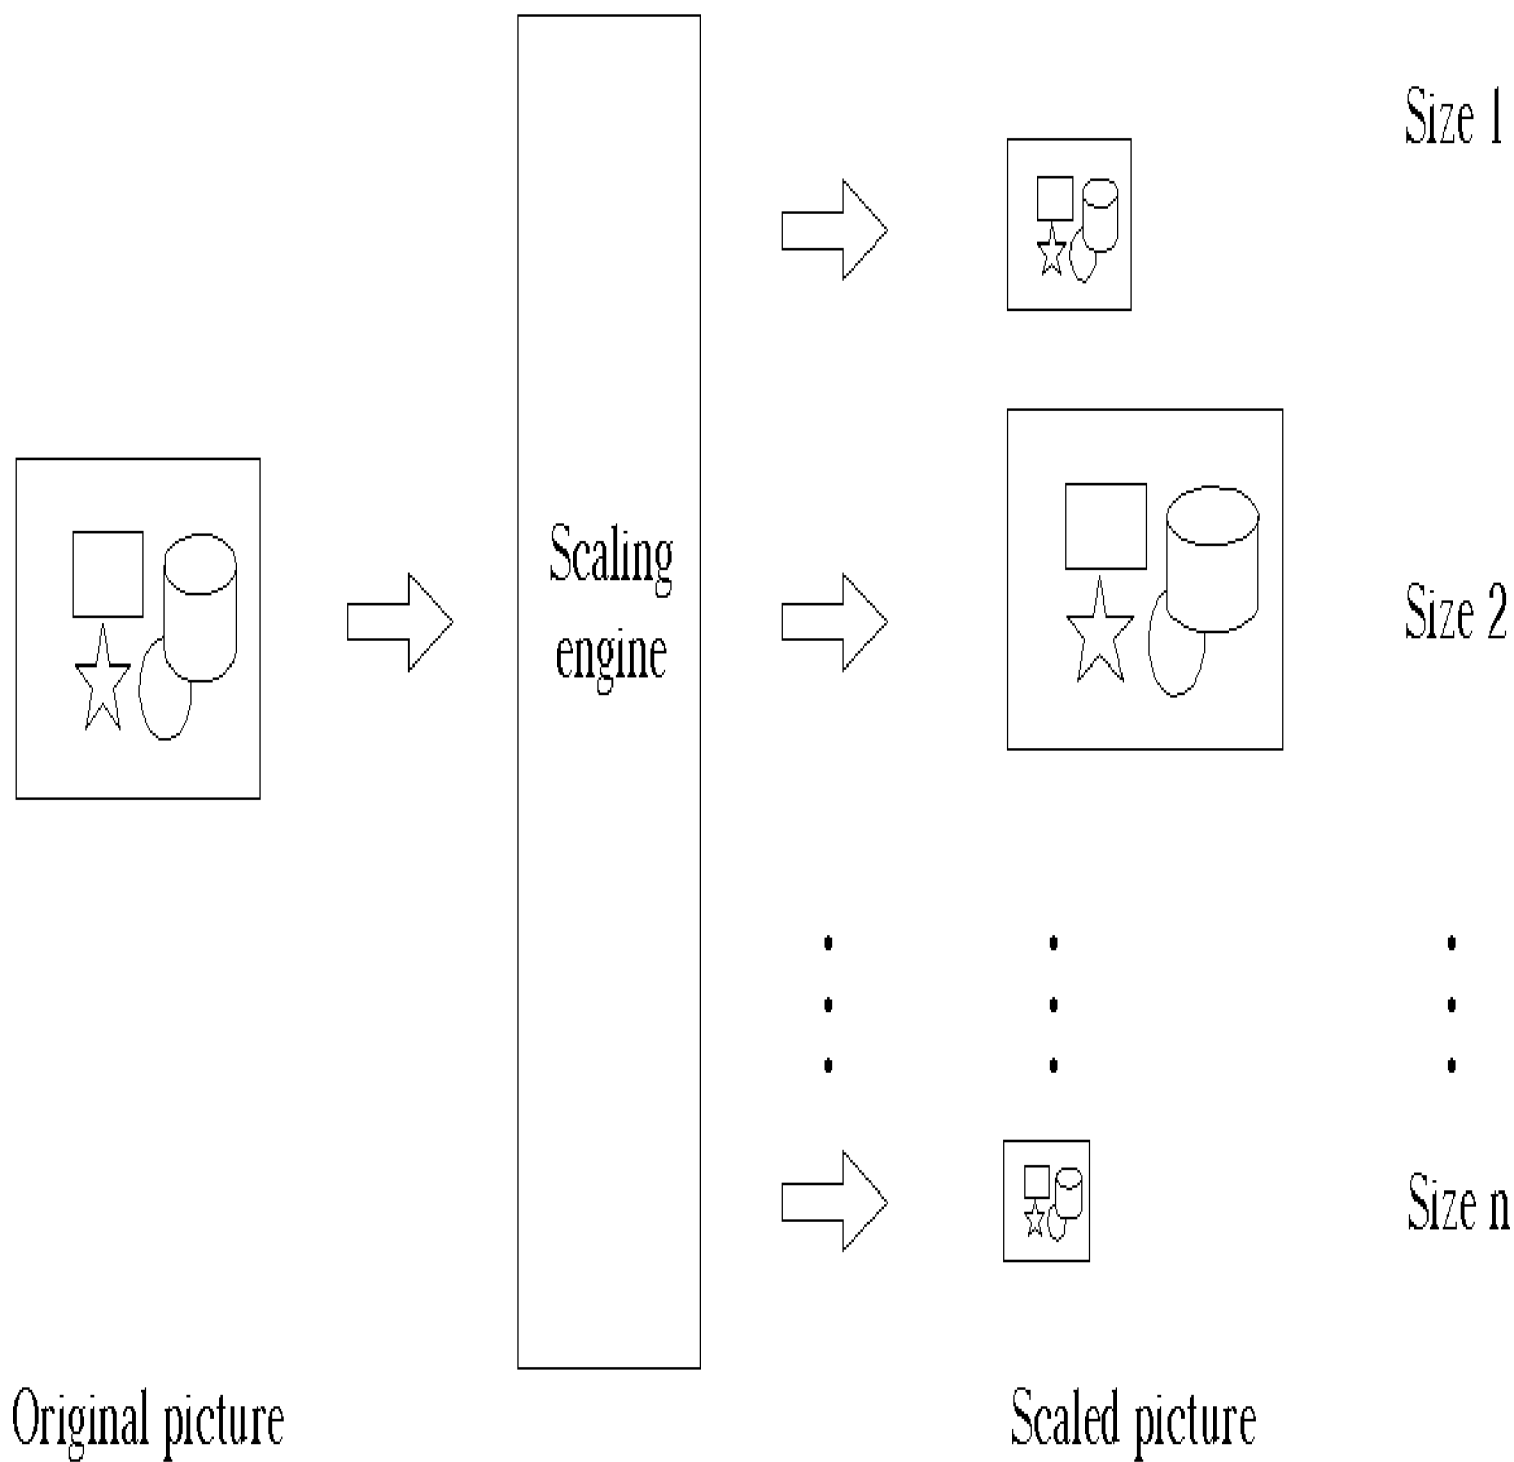 Size 1
Scaling
engine
Size 2
Size n
Original picture
Scaled picture